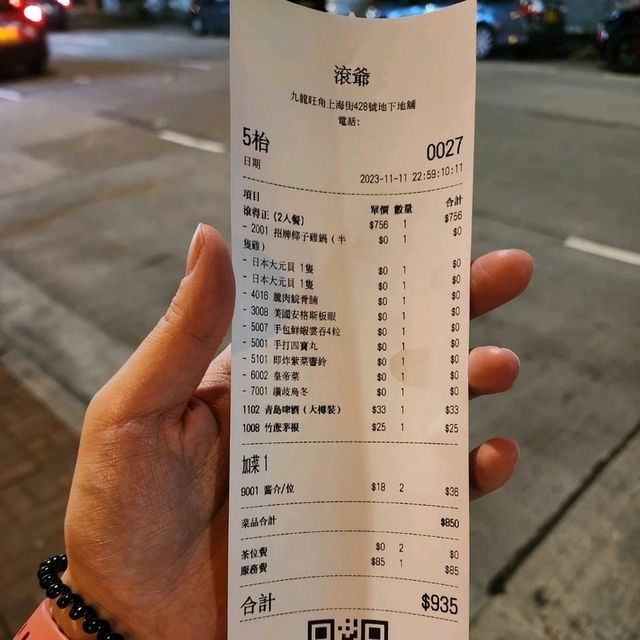 滾爺
九龍旺角上海街428號地下地舖
電話:
5枱 0027
日期 2023-11-11 22:59:10:11
項目 單價 數量 合計
滾得正 (2人餐) $756 1 $756
- 2001 招牌椰子雞鍋 (半 $0 1 $0
隻雞)
- 日本大元貝 1隻 $0 1 $0
- 日本大元貝 1隻 $0 1 $0
- 4016 脆肉鯇骨腩 $0 1 $0
- 3008 美國安格斯板眼 $0 1 $0
- 5007 手包鮮蝦雲吞4粒 $0 1 $0
- 5001 手打四寶丸 $0 1 $0
- 5101 即炸紫菜響鈴 $0 1 $0
- 6002 皇帝菜 $0 1 $0
- 7001 讚岐烏冬 $0 1 $0
1102 青島啤酒 (大樽裝) $33 1 $33
1008 竹蔗茅根 $25 1 $25
加菜 1
9001 醬介/位 $18 2 $36
菜品合計 $850
茶位費 $0 2 $0
服務費 $85 1 $85
合計 $935